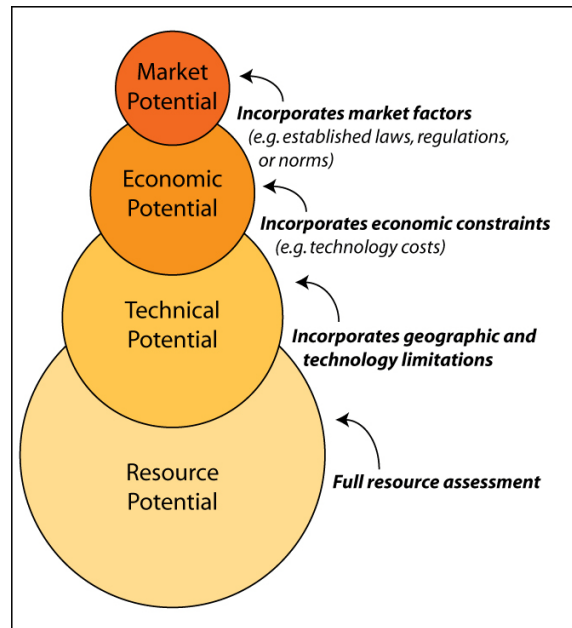 Market
Potential
Incorporates market factors
(e.g. established laws, regulations,
or norms)
Economic
Potential
Incorporates economic constraints
(e.g. technology costs)
Technical
Potential
Incorporates geographic and
technology limitations
Resource
Potential
Full resource assessment